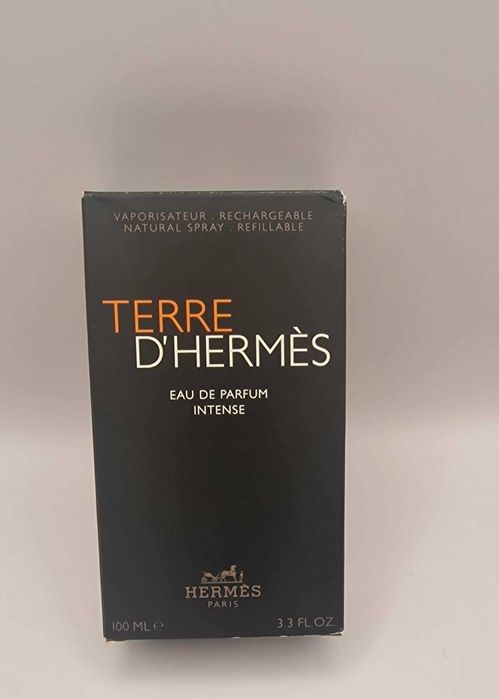 VAPORISATEUR . RECHARGEABLE
NATURAL SPRAY . REFILLABLE
TERRE
D'HERMÈS
EAU DE PARFUM
INTENSE
HERMÈS
PARIS
100 ML ℮ 3.3 FL.OZ.